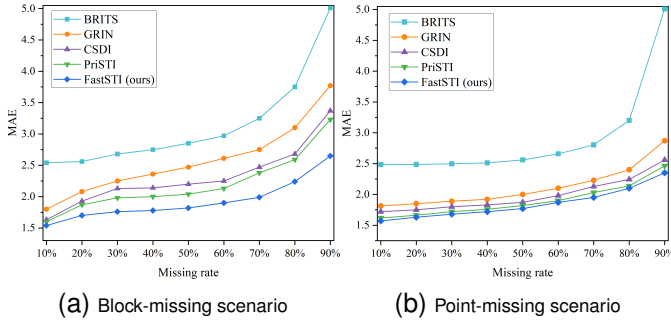 5.0
4.5
4.0
3.5
3.0
2.5
2.0
1.5
MAE
BRITS
GRIN
CSDI
PriSTI
FastSTI (ours)
10% 20% 30% 40% 50% 60% 70% 80% 90%
Missing rate
(a) Block-missing scenario
5.0
4.5
4.0
3.5
3.0
2.5
2.0
1.5
MAE
BRITS
GRIN
CSDI
PriSTI
FastSTI (ours)
10% 20% 30% 40% 50% 60% 70% 80% 90%
Missing rate
(b) Point-missing scenario